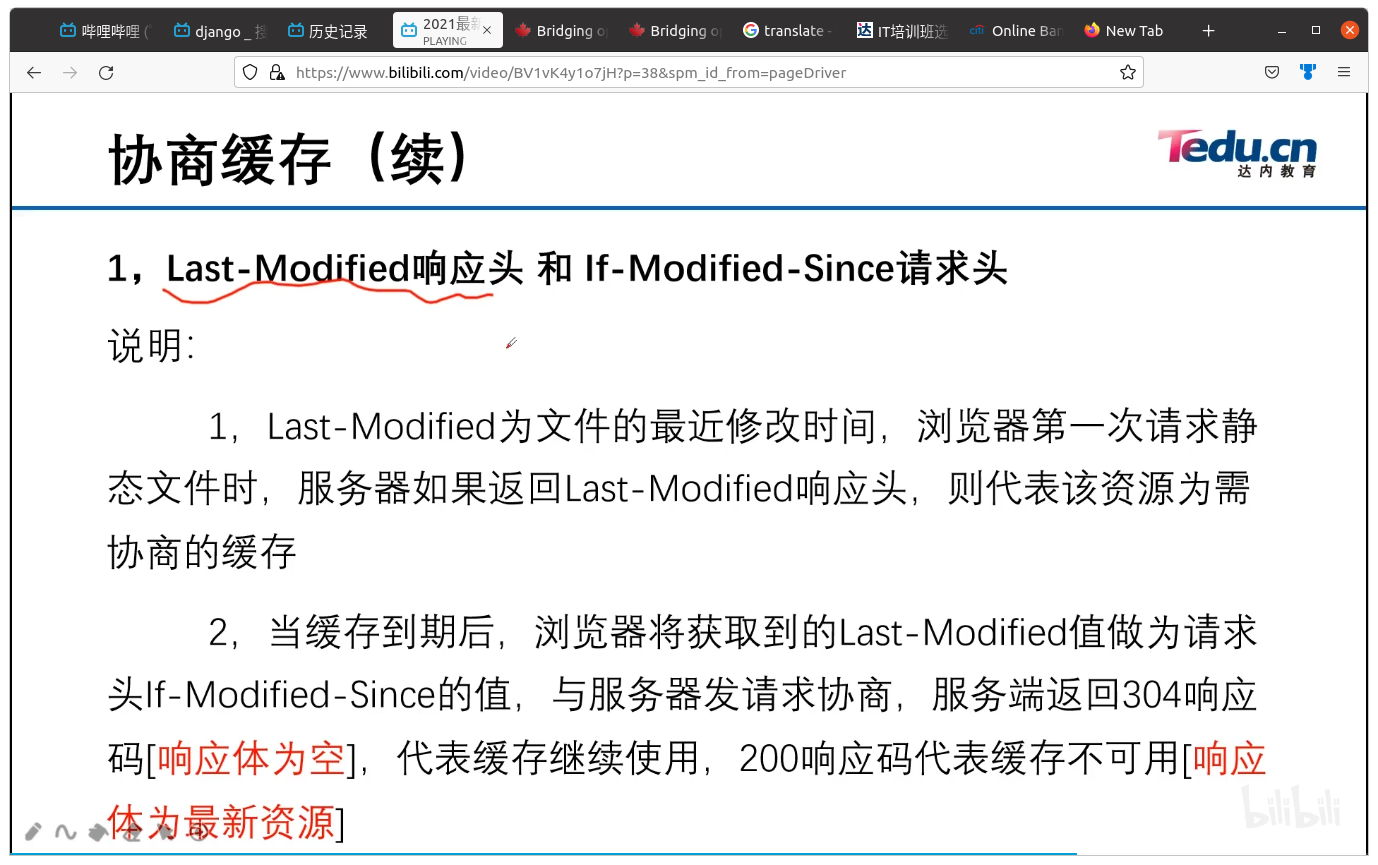 哔哩哔哩 (
django _ 搜
历史记录
2021最新
PLAYING
Bridging o
Bridging o
translate -
IT培训班选
citi
Online Ban
New Tab
https://www.bilibili.com/video/BV1vK4y1o7jH?p=38&spm_id_from=pageDriver
协商缓存（续）
Tedu.cn
达内教育
1，Last-Modified响应头 和 If-Modified-Since请求头
说明：
1，Last-Modified为文件的最近修改时间，浏览器第一次请求静
态文件时，服务器如果返回Last-Modified响应头，则代表该资源为需
协商的缓存
2，当缓存到期后，浏览器将获取到的Last-Modified值做为请求
头If-Modified-Since的值，与服务器发请求协商，服务端返回304响应
码[响应体为空]，代表缓存继续使用，200响应码代表缓存不可用[响应
体为最新资源]
bilibili